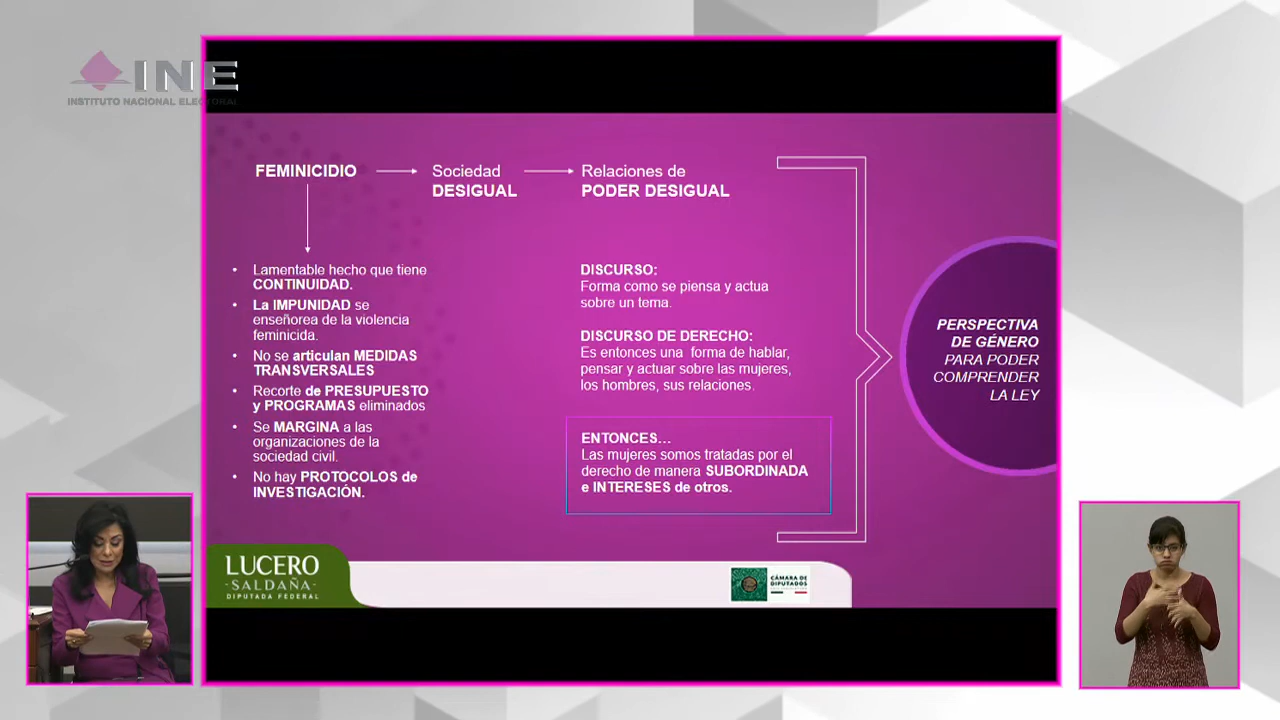 INE
INSTITUTO NACIONAL ELECTORAL
FEMINICIDIO
Sociedad
DESIGUAL
Relaciones de
PODER DESIGUAL
• Lamentable hecho que tiene
CONTINUIDAD.
• La IMPUNIDAD se
enseñorea de la violencia
feminicida.
• No se articulan MEDIDAS
TRANSVERSALES
• Recorte de PRESUPUESTO
y PROGRAMAS eliminados
• Se MARGINA a las
organizaciones de la
sociedad civil.
• No hay PROTOCOLOS de
INVESTIGACIÓN.
DISCURSO:
Forma como se piensa y actua
sobre un tema.
DISCURSO DE DERECHO:
Es entonces una forma de hablar,
pensar y actuar sobre las mujeres,
los hombres, sus relaciones.
ENTONCES...
Las mujeres somos tratadas por el
derecho de manera SUBORDINADA
e INTERESES de otros.
PERSPECTIVA
DE GÉNERO
PARA PODER
COMPRENDER
LA LEY
LUCERO
-SALDAÑA-
DIPUTADA FEDERAL
CÁMARA DE
DIPUTADOS